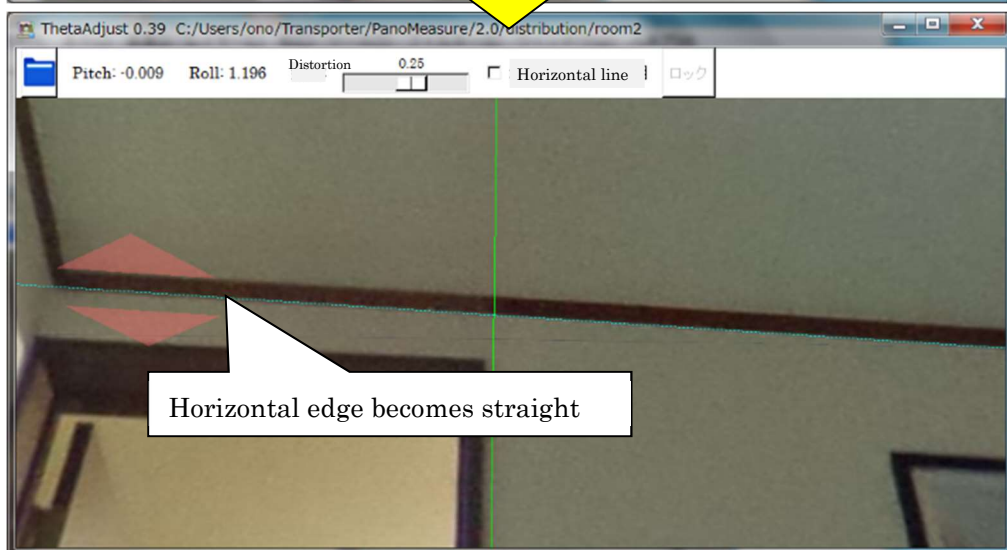 ThetaAdjust 0.39 C:/Users/ono/Transporter/PanoMeasure/2.0/distribution/room2
Pitch: -0.009 Roll: 1.196 Distortion 0.25 Horizontal line ロック
Horizontal edge becomes straight